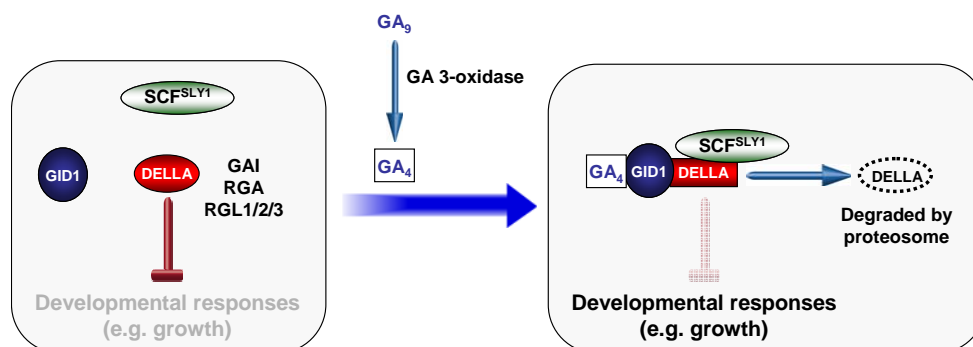 SCFSLY1
GID1
DELLA
GAI
RGA
RGL1/2/3
Developmental responses
(e.g. growth)
GA9
GA 3-oxidase
GA4
SCFSLY1
GA4
GID1
DELLA
DELLA
Degraded by
proteosome
Developmental responses
(e.g. growth)